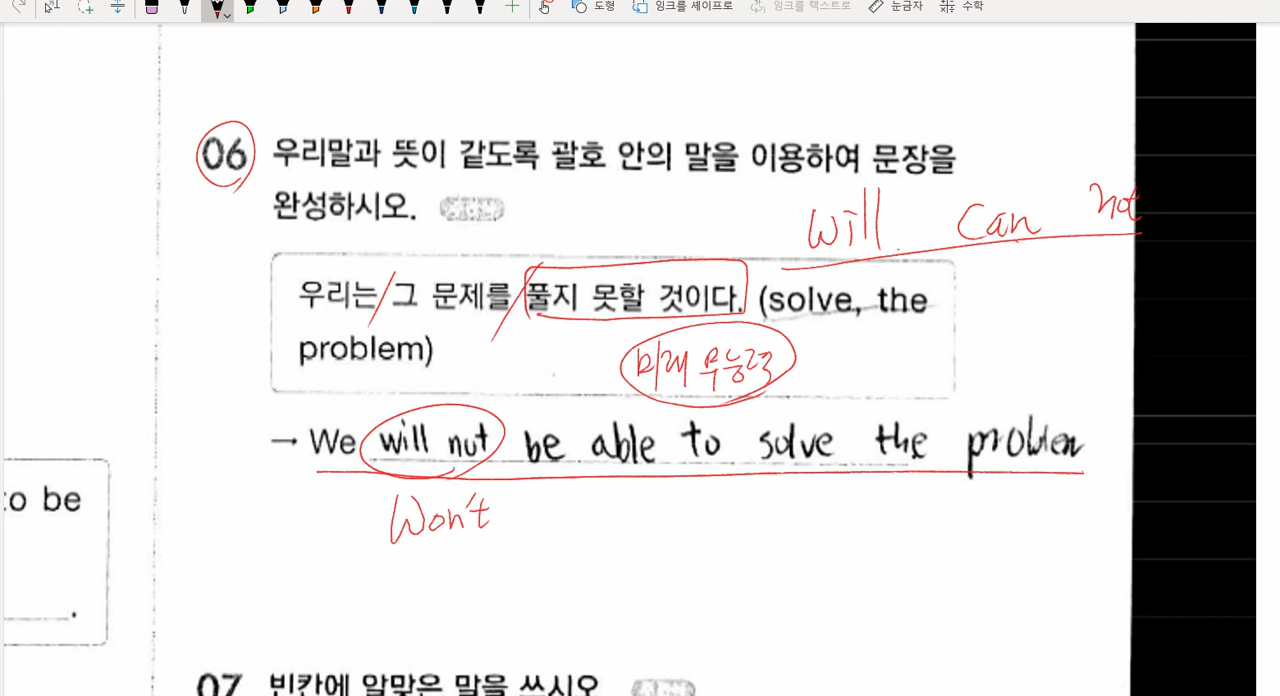 도형 잉크를 셰이프로 잉크를 텍스트로 눈금자 수학
06 우리말과 뜻이 같도록 괄호 안의 말을 이용하여 문장을
완성하시오.
will can not
우리는/그 문제를/풀지 못할 것이다. (solve, the
problem)
미래 무능력
→ We will not be able to solve the problem
won't
to be
.
07 빈칸에 알맞은 말을 쓰시오